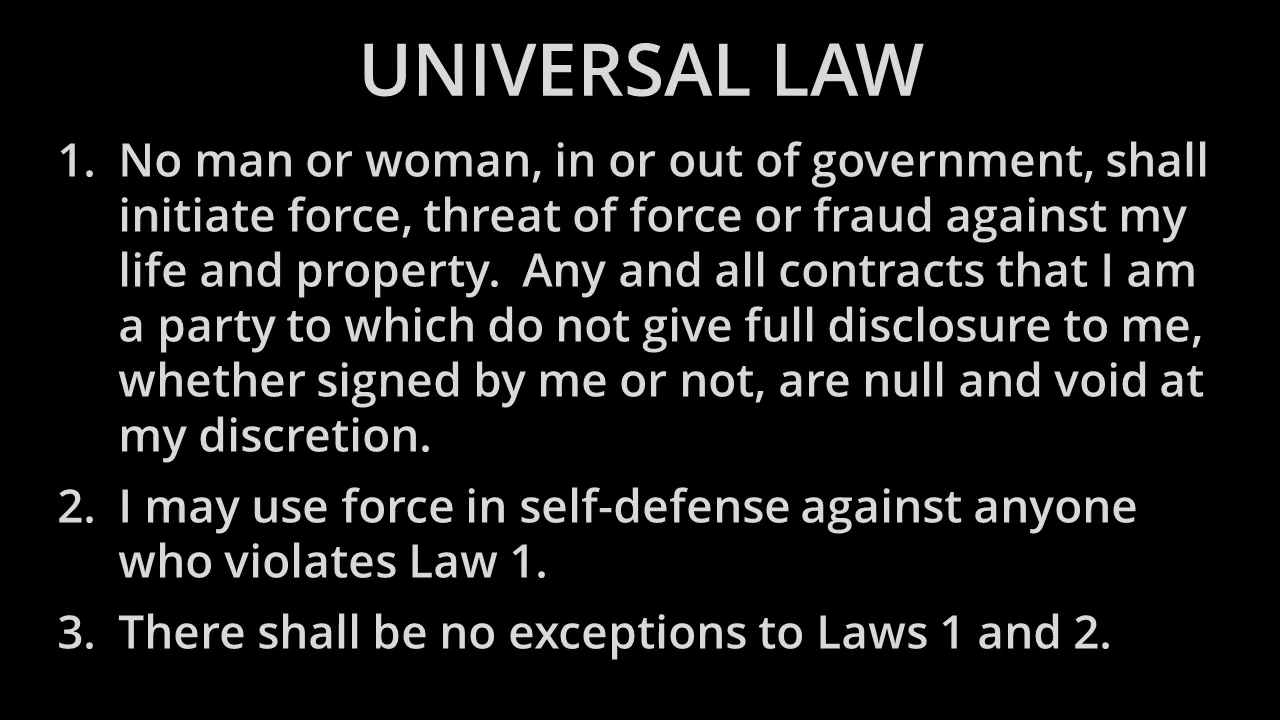 UNIVERSAL LAW
1. No man or woman, in or out of government, shall
initiate force, threat of force or fraud against my
life and property.  Any and all contracts that I am
a party to which do not give full disclosure to me,
whether signed by me or not, are null and void at
my discretion.
2. I may use force in self-defense against anyone
who violates Law 1.
3. There shall be no exceptions to Laws 1 and 2.